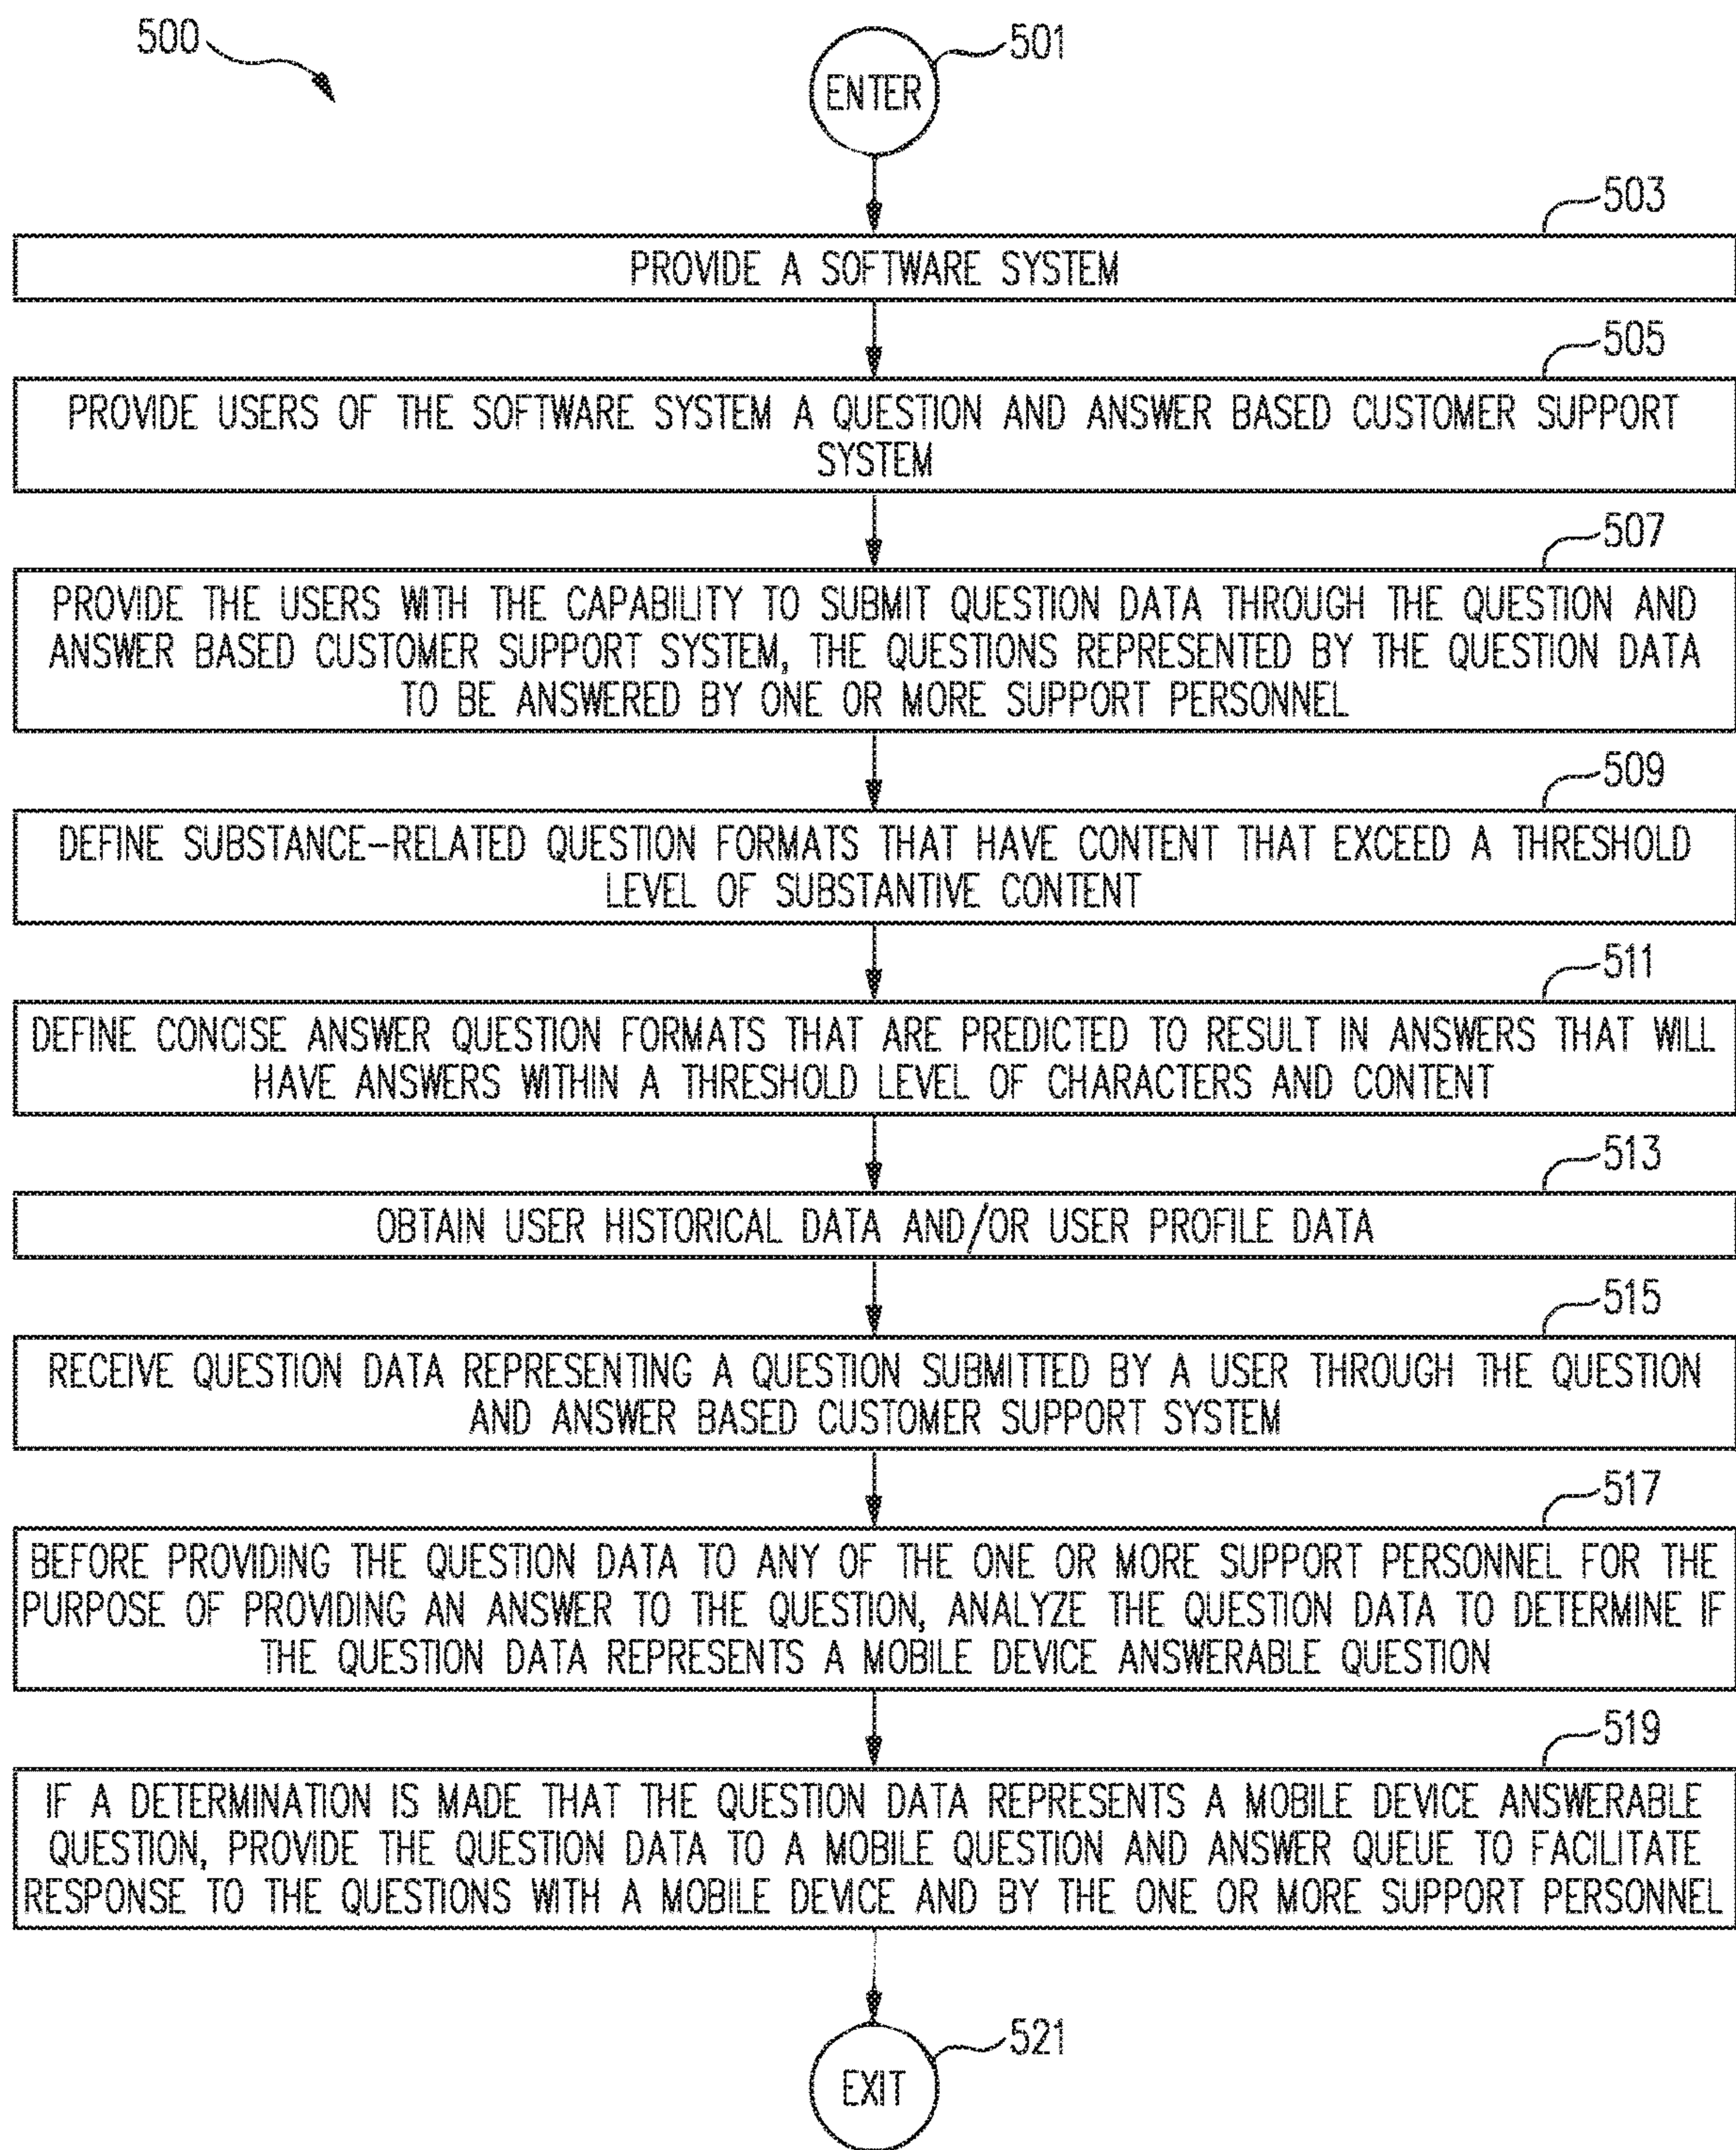 500
501
ENTER
503
PROVIDE A SOFTWARE SYSTEM
505
PROVIDE USERS OF THE SOFTWARE SYSTEM A QUESTION AND ANSWER BASED CUSTOMER SUPPORT
SYSTEM
507
PROVIDE THE USERS WITH THE CAPABILITY TO SUBMIT QUESTION DATA THROUGH THE QUESTION AND
ANSWER BASED CUSTOMER SUPPORT SYSTEM, THE QUESTIONS REPRESENTED BY THE QUESTION DATA
TO BE ANSWERED BY ONE OR MORE SUPPORT PERSONNEL
509
DEFINE SUBSTANCE-RELATED QUESTION FORMATS THAT HAVE CONTENT THAT EXCEED A THRESHOLD
LEVEL OF SUBSTANTIVE CONTENT
511
DEFINE CONCISE ANSWER QUESTION FORMATS THAT ARE PREDICTED TO RESULT IN ANSWERS THAT WILL
HAVE ANSWERS WITHIN A THRESHOLD LEVEL OF CHARACTERS AND CONTENT
513
OBTAIN USER HISTORICAL DATA AND/OR USER PROFILE DATA
515
RECEIVE QUESTION DATA REPRESENTING A QUESTION SUBMITTED BY A USER THROUGH THE QUESTION
AND ANSWER BASED CUSTOMER SUPPORT SYSTEM
517
BEFORE PROVIDING THE QUESTION DATA TO ANY OF THE ONE OR MORE SUPPORT PERSONNEL FOR THE
PURPOSE OF PROVIDING AN ANSWER TO THE QUESTION, ANALYZE THE QUESTION DATA TO DETERMINE IF
THE QUESTION DATA REPRESENTS A MOBILE DEVICE ANSWERABLE QUESTION
519
IF A DETERMINATION IS MADE THAT THE QUESTION DATA REPRESENTS A MOBILE DEVICE ANSWERABLE
QUESTION, PROVIDE THE QUESTION DATA TO A MOBILE QUESTION AND ANSWER QUEUE TO FACILITATE
RESPONSE TO THE QUESTIONS WITH A MOBILE DEVICE AND BY THE ONE OR MORE SUPPORT PERSONNEL
521
EXIT